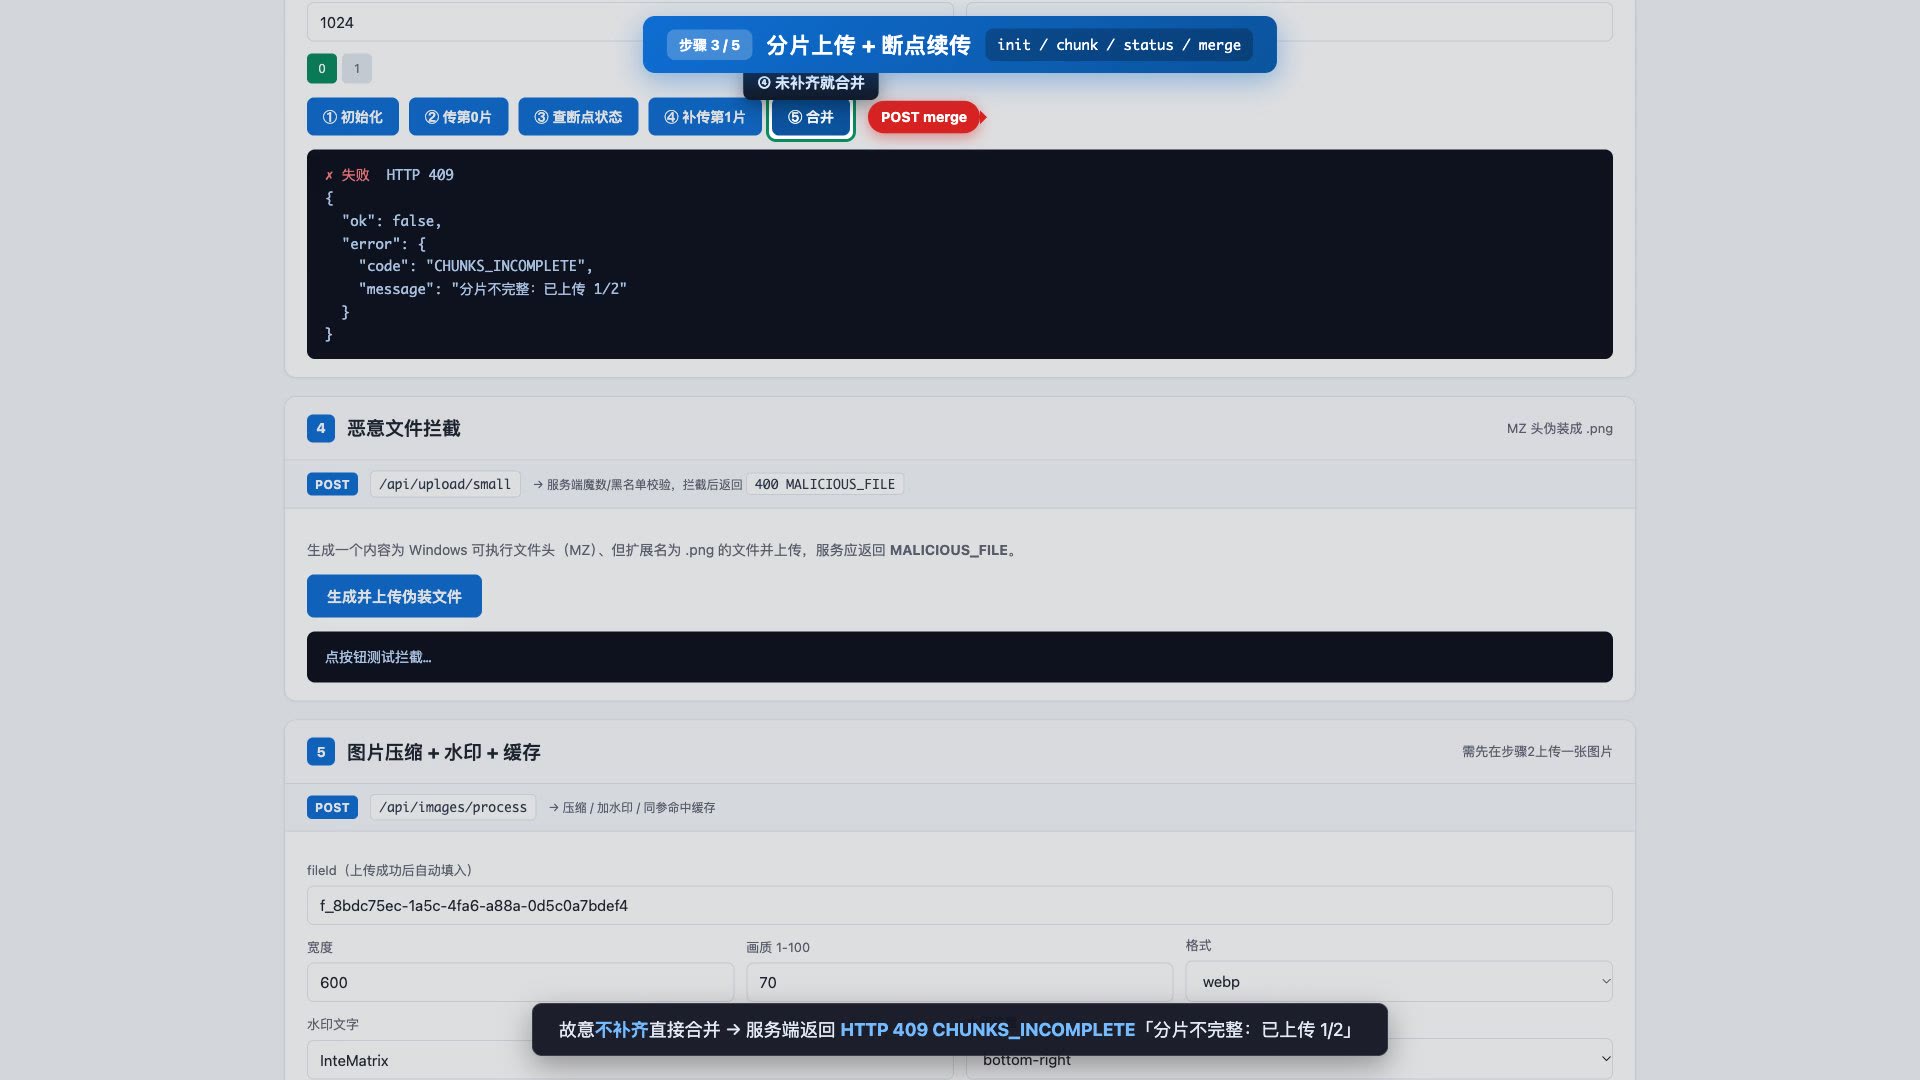 1024
步骤 3 / 5 分片上传 + 断点续传 init / chunk / status / merge
0 1
④ 未补齐就合并
① 初始化 ② 传第0片 ③ 查断点状态 ④ 补传第1片 ⑤ 合并 POST merge
✗ 失败 HTTP 409
{
"ok": false,
"error": {
"code": "CHUNKS_INCOMPLETE",
"message": "分片不完整：已上传 1/2"
}
}
4 恶意文件拦截 MZ 头伪装成 .png
POST /api/upload/small → 服务端魔数/黑名单校验，拦截后返回 400 MALICIOUS_FILE
生成一个内容为 Windows 可执行文件头（MZ）、但扩展名为 .png 的文件并上传，服务应返回 MALICIOUS_FILE。
生成并上传伪装文件
点按钮测试拦截…
5 图片压缩 + 水印 + 缓存 需先在步骤2上传一张图片
POST /api/images/process → 压缩 / 加水印 / 同参命中缓存
fileId（上传成功后自动填入）
f_8bdc75ec-1a5c-4fa6-a88a-0d5c0a7bdef4
宽度 画质 1-100 格式
600 70 webp
水印文字
故意不补齐直接合并 → 服务端返回 HTTP 409 CHUNKS_INCOMPLETE「分片不完整：已上传 1/2」
InteMatrix bottom-right